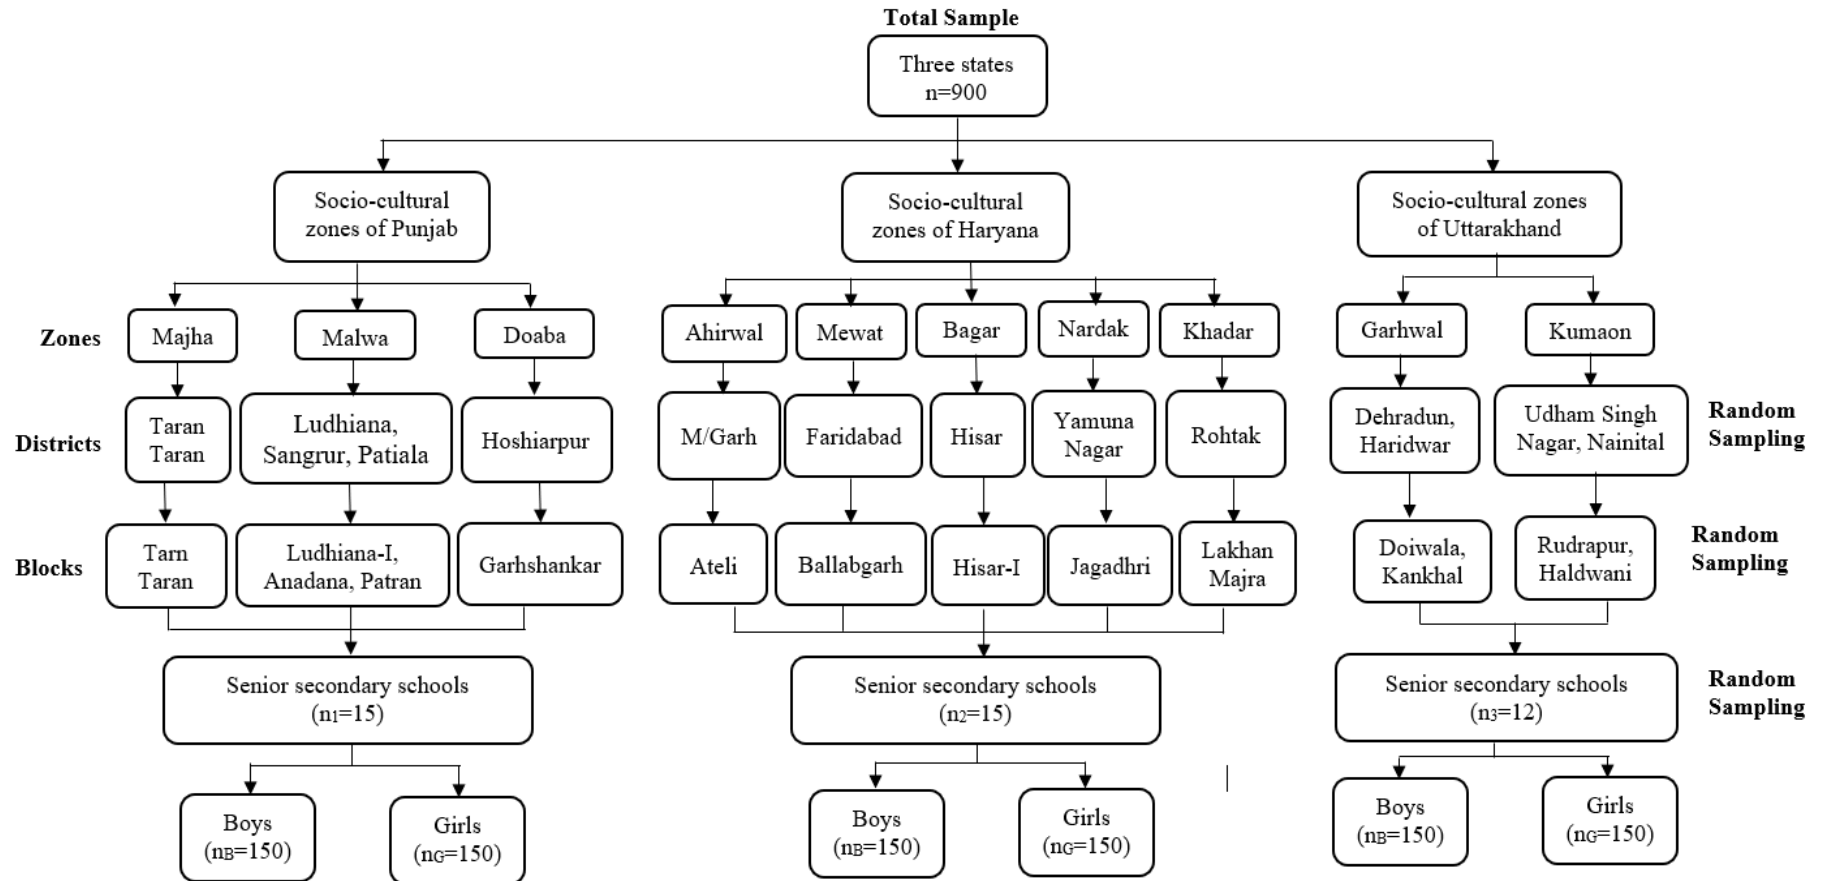 Total Sample
Three states
n=900
Socio-cultural
zones of Punjab
Socio-cultural
zones of Haryana
Socio-cultural zones
of Uttarakhand
Zones
Majha
Malwa
Doaba
Ahirwal
Mewat
Bagar
Nardak
Khadar
Garhwal
Kumaon
Districts
Taran
Taran
Ludhiana,
Sangrur, Patiala
Hoshiarpur
M/Garh
Faridabad
Hisar
Yamuna
Nagar
Rohtak
Dehradun,
Haridwar
Udham Singh
Nagar, Nainital
Random
Sampling
Blocks
Tarn
Taran
Ludhiana-I,
Anadana, Patran
Garhshankar
Ateli
Ballabgarh
Hisar-I
Jagadhri
Lakhan
Majra
Doiwala,
Kankhal
Rudrapur,
Haldwani
Random
Sampling
Senior secondary schools
(n1=15)
Senior secondary schools
(n2=15)
Senior secondary schools
(n3=12)
Random
Sampling
Boys
(nB=150)
Girls
(nG=150)
Boys
(nB=150)
Girls
(nG=150)
Boys
(nB=150)
Girls
(nG=150)